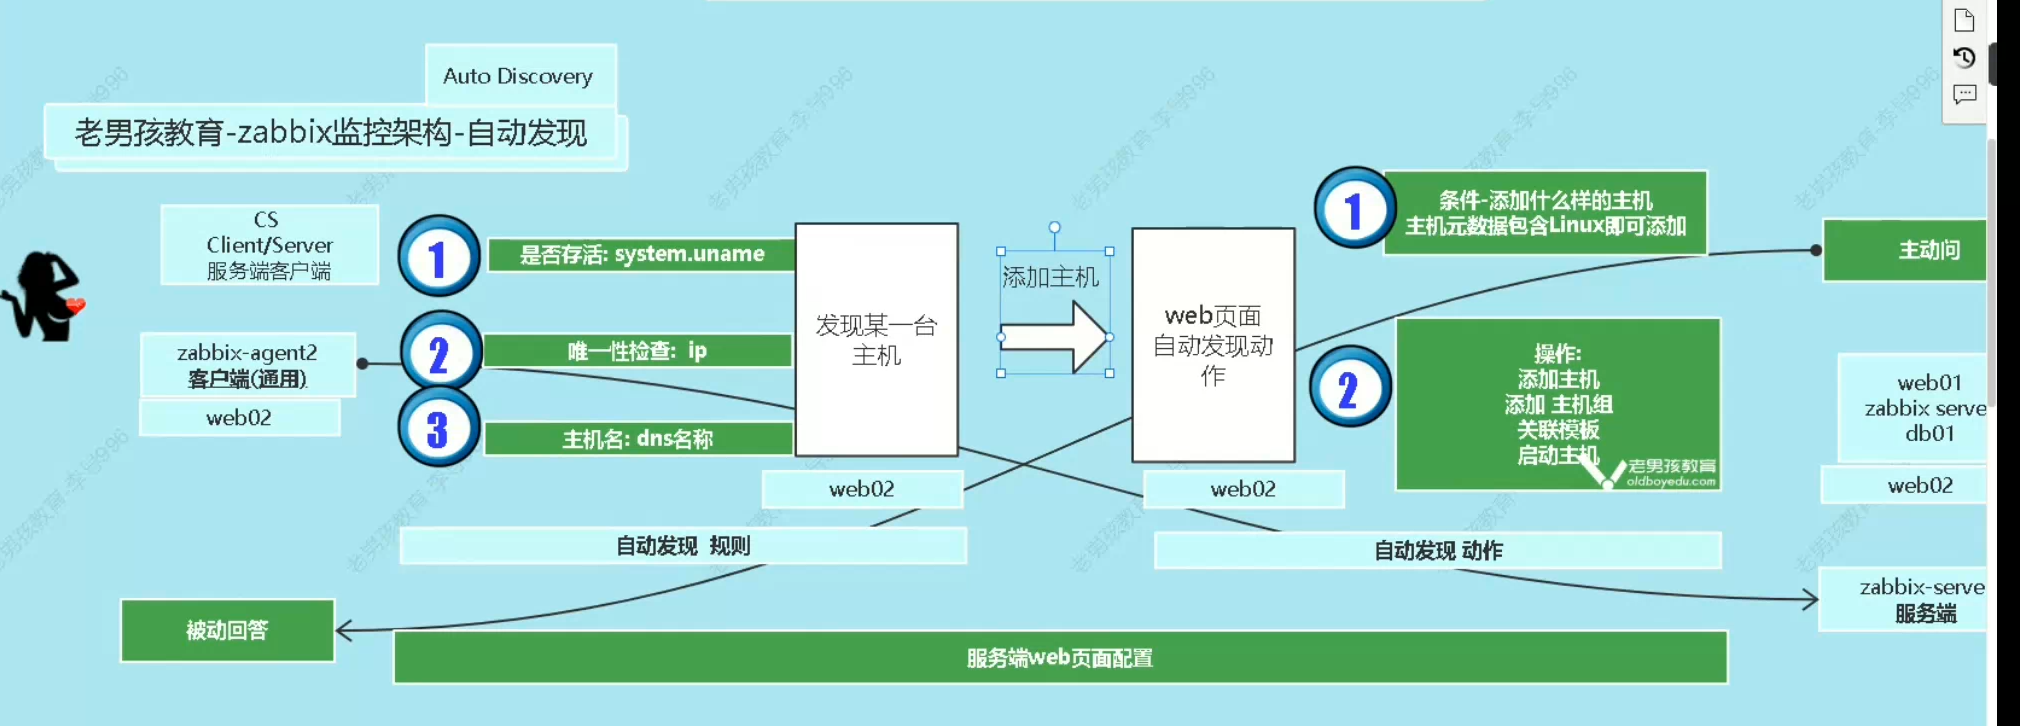 Auto Discovery
老男孩教育-zabbix监控架构-自动发现
CS
Client/Server
服务端客户端
1
是否存活: system.uname
zabbix-agent2
客户端(通用)
web02
2
唯一性检查: ip
3
主机名: dns名称
发现某一台
主机
web02
自动发现 规则
添加主机
web页面
自动发现动
作
web02
自动发现 动作
1
条件-添加什么样的主机
主机元数据包含Linux即可添加
2
操作:
添加主机
添加 主机组
关联模板
启动主机
老男孩教育
oldboyedu.com
主动问
web01
zabbix serve
db01
web02
zabbix-serve
服务端
被动回答
服务端web页面配置